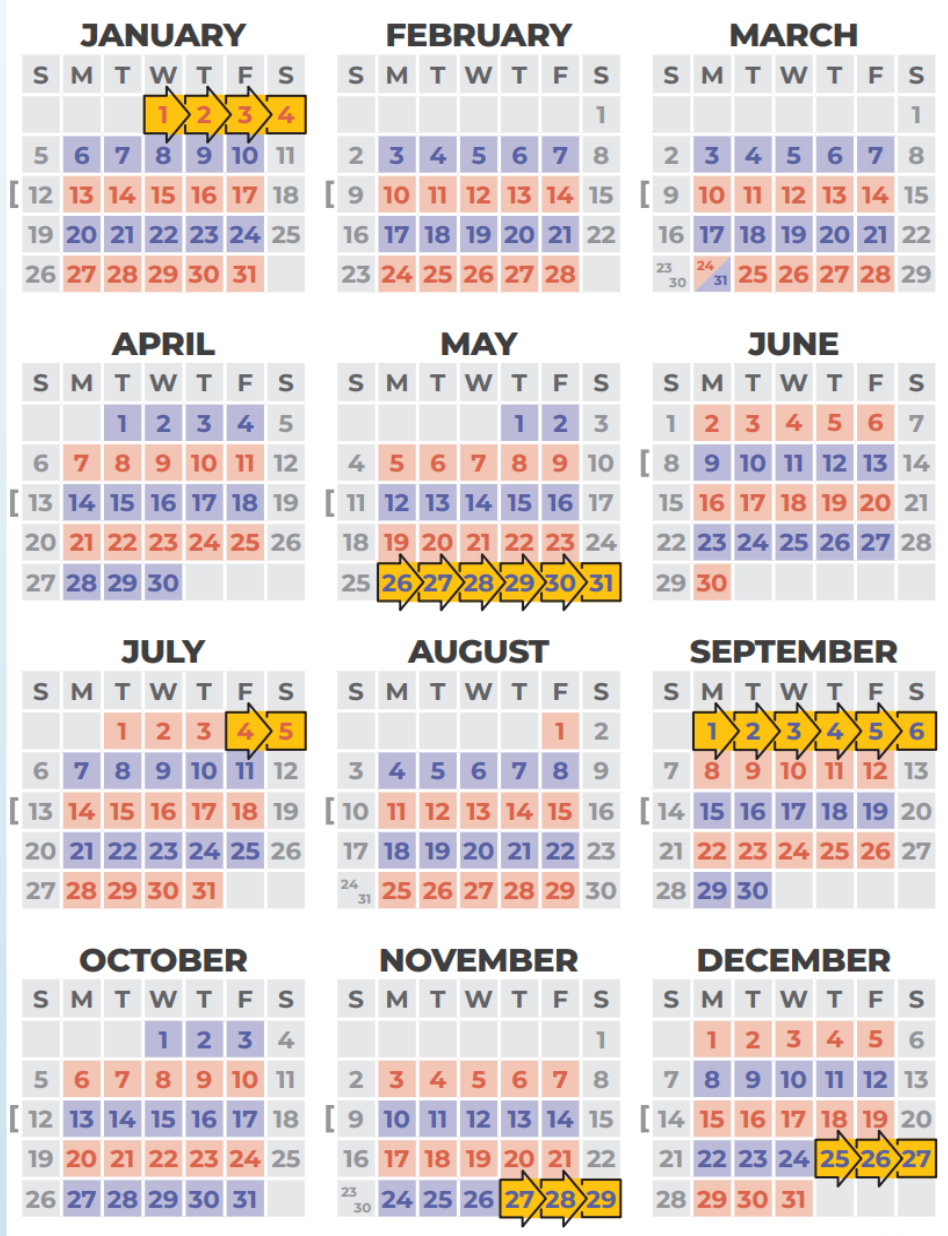 JANUARY FEBRUARY MARCH
S M T W T F S S M T W T F S S M T W T F S
1 2 3 4 1 1
5 6 7 8 9 10 11 2 3 4 5 6 7 8 2 3 4 5 6 7 8
[ 12 13 14 15 16 17 18 [ 9 10 11 12 13 14 15 [ 9 10 11 12 13 14 15
19 20 21 22 23 24 25 16 17 18 19 20 21 22 16 17 18 19 20 21 22
26 27 28 29 30 31 23 24 25 26 27 28 23 30 24 31 25 26 27 28 29
APRIL MAY JUNE
S M T W T F S S M T W T F S S M T W T F S
1 2 3 4 5 1 2 3 1 2 3 4 5 6 7
6 7 8 9 10 11 12 4 5 6 7 8 9 10 [ 8 9 10 11 12 13 14
[ 13 14 15 16 17 18 19 [ 11 12 13 14 15 16 17 15 16 17 18 19 20 21
20 21 22 23 24 25 26 18 19 20 21 22 23 24 22 23 24 25 26 27 28
27 28 29 30 25 26 27 28 29 30 31 29 30
JULY AUGUST SEPTEMBER
S M T W T F S S M T W T F S S M T W T F S
1 2 3 4 5 1 2 1 2 3 4 5 6
6 7 8 9 10 11 12 3 4 5 6 7 8 9 7 8 9 10 11 12 13
[ 13 14 15 16 17 18 19 [ 10 11 12 13 14 15 16 [ 14 15 16 17 18 19 20
20 21 22 23 24 25 26 17 18 19 20 21 22 23 21 22 23 24 25 26 27
27 28 29 30 31 24 31 25 26 27 28 29 30 28 29 30
OCTOBER NOVEMBER DECEMBER
S M T W T F S S M T W T F S S M T W T F S
1 2 3 4 1 1 2 3 4 5 6
5 6 7 8 9 10 11 2 3 4 5 6 7 8 7 8 9 10 11 12 13
[ 12 13 14 15 16 17 18 [ 9 10 11 12 13 14 15 [ 14 15 16 17 18 19 20
19 20 21 22 23 24 25 16 17 18 19 20 21 22 21 22 23 24 25 26 27
26 27 28 29 30 31 23 30 24 25 26 27 28 29 28 29 30 31